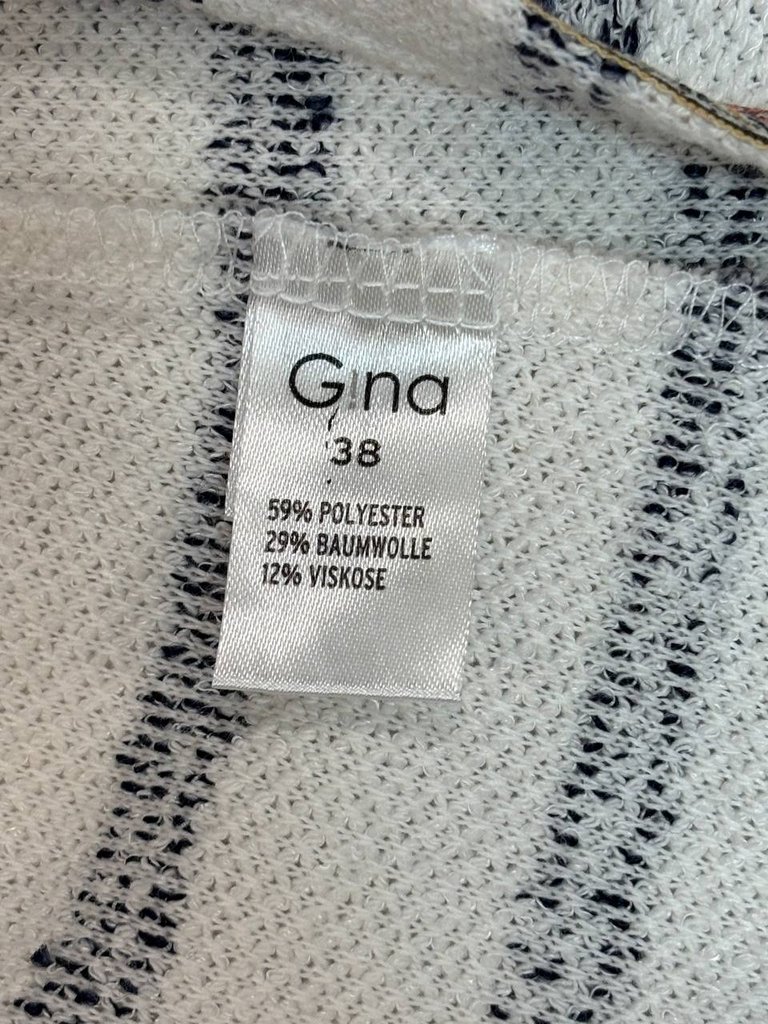 Gina
38
59% POLYESTER
29% BAUMWOLLE
12% VISKOSE